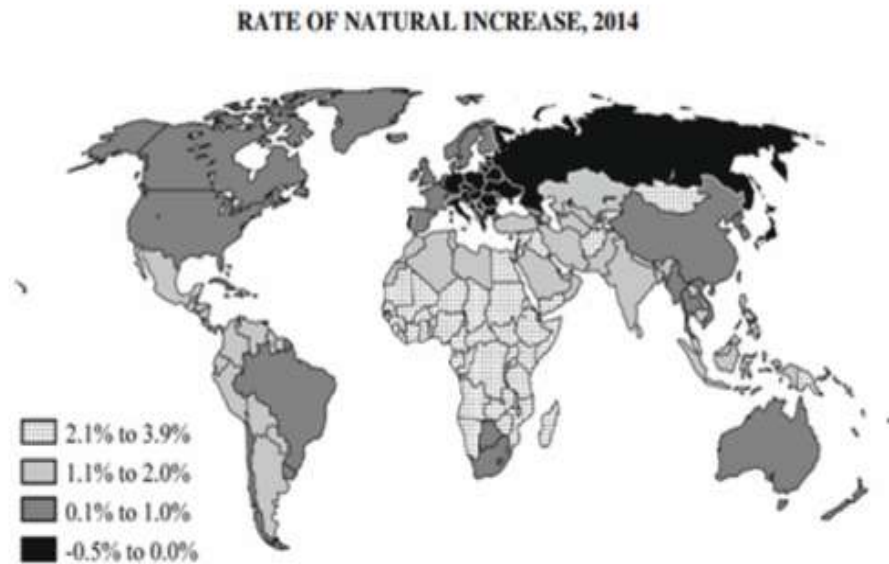 RATE OF NATURAL INCREASE, 2014
2.1% to 3.9%
1.1% to 2.0%
0.1% to 1.0%
-0.5% to 0.0%